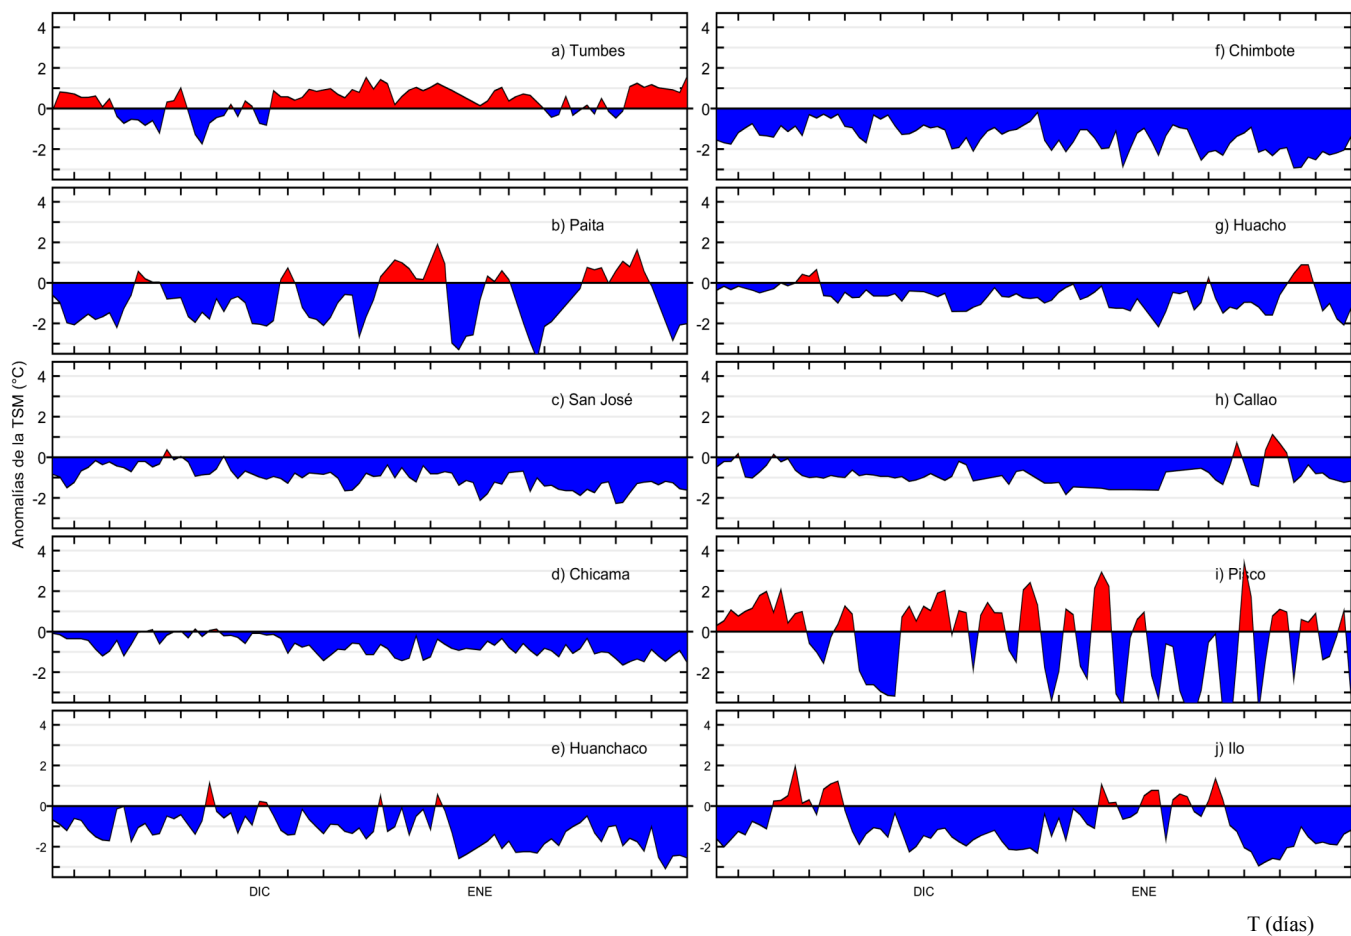 Anomalías de la TSM (°C)
a) Tumbes
4
2
0
-2
b) Paita
4
2
0
-2
c) San José
4
2
0
-2
d) Chicama
4
2
0
-2
e) Huanchaco
4
2
0
-2
DIC ENE
f) Chimbote
4
2
0
-2
g) Huacho
4
2
0
-2
h) Callao
4
2
0
-2
i) Pisco
4
2
0
-2
j) Ilo
4
2
0
-2
DIC ENE
T (días)